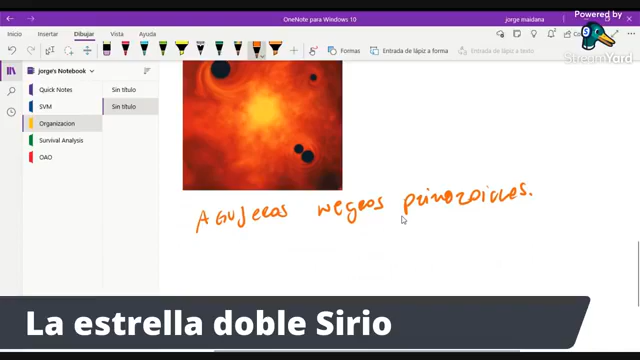 OneNote para Windows 10
jorge maidana
Powered by
StreamYard
Inicio Insertar Dibujar Vista Ayuda
Formas Entrada de lápiz a forma Entrada de lápiz a texto
jorge's Notebook
Quick Notes
SVM
Organizacion
Survival Analysis
OAO
Sin título
Sin título
Agujeros negros
La estrella doble Sirio